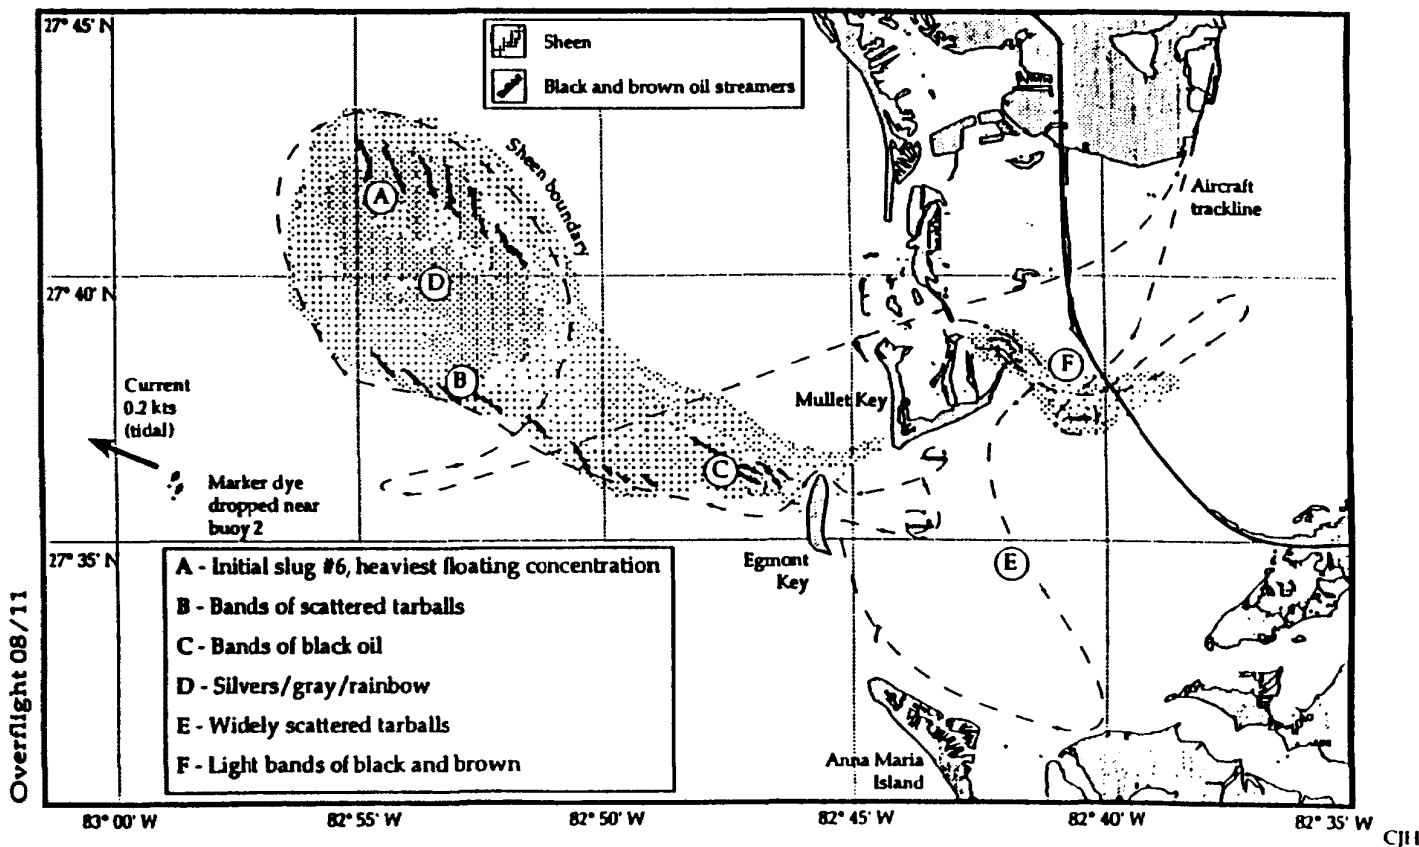 27° 45' N
Sheen
Black and brown oil streamers
Sheen boundary
A
Aircraft
trackline
D
27° 40' N
F
B
Current
0.2 kts
(tidal)
Mullet Key
C
Marker dye
dropped near
buoy 2
27° 35' N
Egmont
Key
E
A - Initial slug #6, heaviest floating concentration
B - Bands of scattered tarballs
C - Bands of black oil
D - Silvers/gray/rainbow
E - Widely scattered tarballs
F - Light bands of black and brown
Anna Maria
Island
Overflight 08/11
83° 00' W
82° 55' W
82° 50' W
82° 45' W
82° 40' W
82° 35' W
CJH